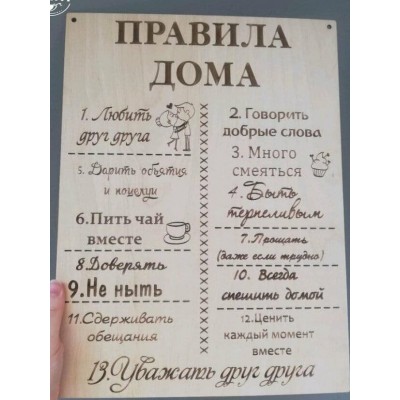 ПРАВИЛА
ДОМА
1. Любить
друг друга
2. Говорить
добрые слова
3. Много
смеяться
4. Быть
терпеливым
5. Дарить объятия
и поцелуи
6.Пить чай
вместе
7. Прощать
(даже если трудно)
8.Доверять
9.Не ныть
10. Всегда
спешить домой
11.Сдерживать
обещания
12.Ценить
каждый момент
вместе
13.Уважать друг друга